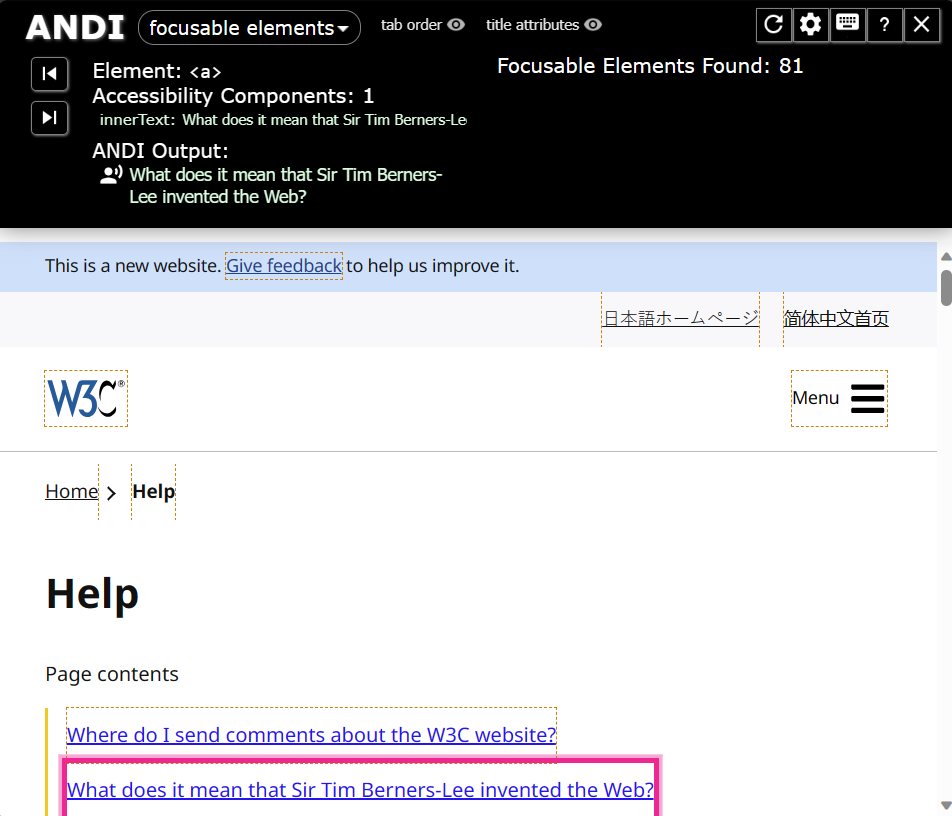 ANDI
focusable elements
tab order
title attributes
?
Element: <a>
Accessibility Components: 1
innerText: What does it mean that Sir Tim Berners-Le
Focusable Elements Found: 81
ANDI Output:
What does it mean that Sir Tim Berners-
Lee invented the Web?
This is a new website. Give feedback to help us improve it.
日本語ホームページ
简体中文首页
W3C®
Menu
Home
Help
Help
Page contents
Where do I send comments about the W3C website?
What does it mean that Sir Tim Berners-Lee invented the Web?